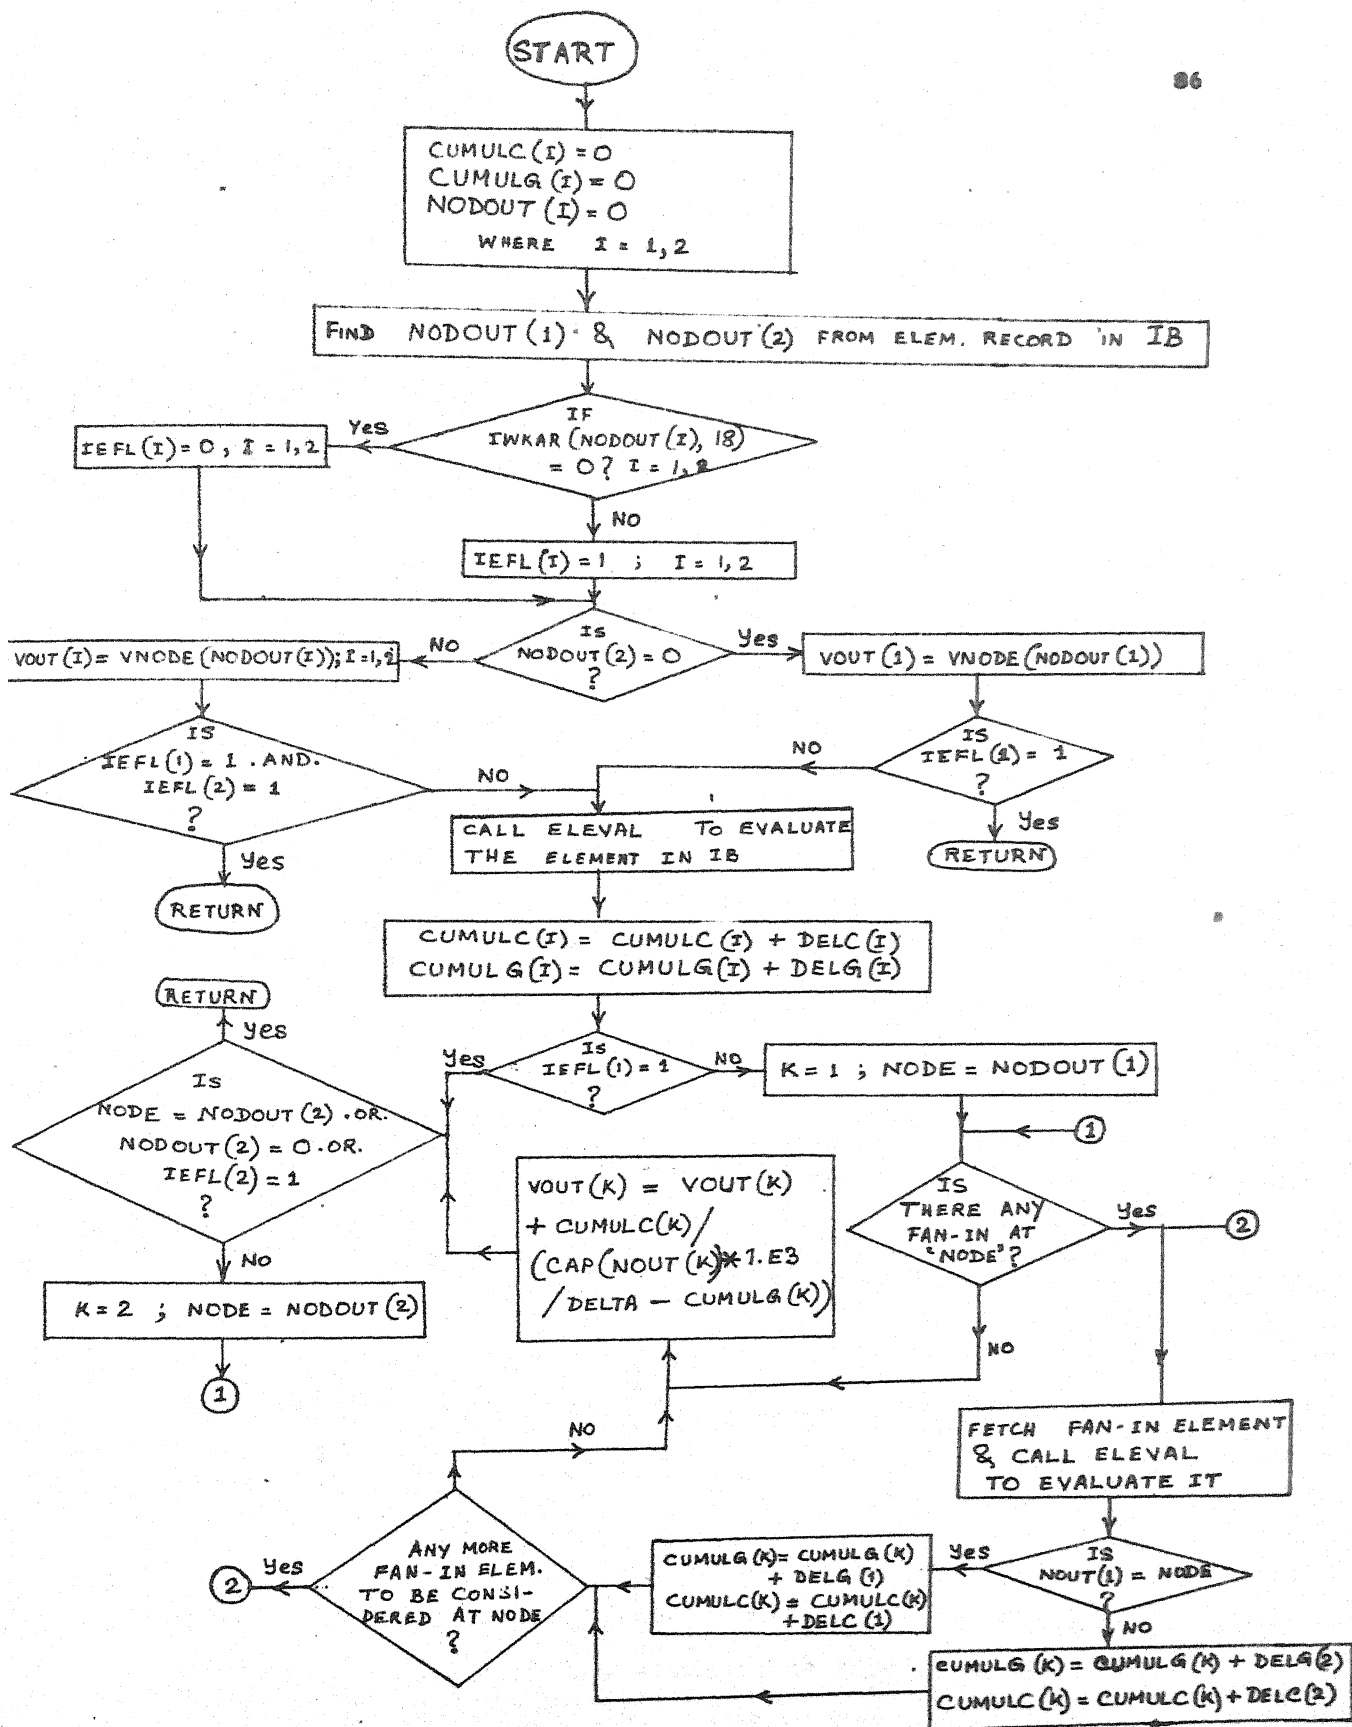 START
86
CUMULC(I) = 0
CUMULG(I) = 0
NODOUT(I) = 0
WHERE I = 1,2
FIND NODOUT(1) & NODOUT(2) FROM ELEM. RECORD IN IB
IF
IWKAR(NODOUT(I), 18)
= 0? I = 1,2
Yes
IEFL(I) = 0, I = 1,2
NO
IEFL(I) = 1 ; I = 1,2
IS
NODOUT(2) = 0
?
NO
Yes
VOUT(I) = VNODE(NODOUT(I)); I=1,2
VOUT(1) = VNODE(NODOUT(1))
IS
IEFL(1) = 1 .AND.
IEFL(2) = 1
?
NO
Yes
RETURN
IS
IEFL(1) = 1
?
NO
Yes
RETURN
CALL ELEVAL TO EVALUATE
THE ELEMENT IN IB
CUMULC(I) = CUMULC(I) + DELC(I)
CUMULG(I) = CUMULG(I) + DELG(I)
RETURN
Yes
Is
IEFL(1) = 1
?
Yes
NO
K = 1 ; NODE = NODOUT(1)
1
Is
NODE = NODOUT(2) .OR.
NODOUT(2) = 0 .OR.
IEFL(2) = 1
?
NO
K = 2 ; NODE = NODOUT(2)
1
VOUT(K) = VOUT(K)
+ CUMULC(K)/
(CAP(NOUT(K)*1.E3
/DELTA - CUMULG(K))
IS
THERE ANY
FAN-IN AT
"NODE"?
Yes
2
NO
NO
FETCH FAN-IN ELEMENT
& CALL ELEVAL
TO EVALUATE IT
IS
NOUT(1) = NODE
?
Yes
NO
CUMULG(K) = CUMULG(K)
+ DELG(1)
CUMULC(K) = CUMULC(K)
+ DELC(1)
ANY MORE
FAN-IN ELEM.
TO BE CONSI-
DERED AT NODE
?
Yes
2
CUMULG(K) = CUMULG(K) + DELG(2)
CUMULC(K) = CUMULC(K) + DELC(2)